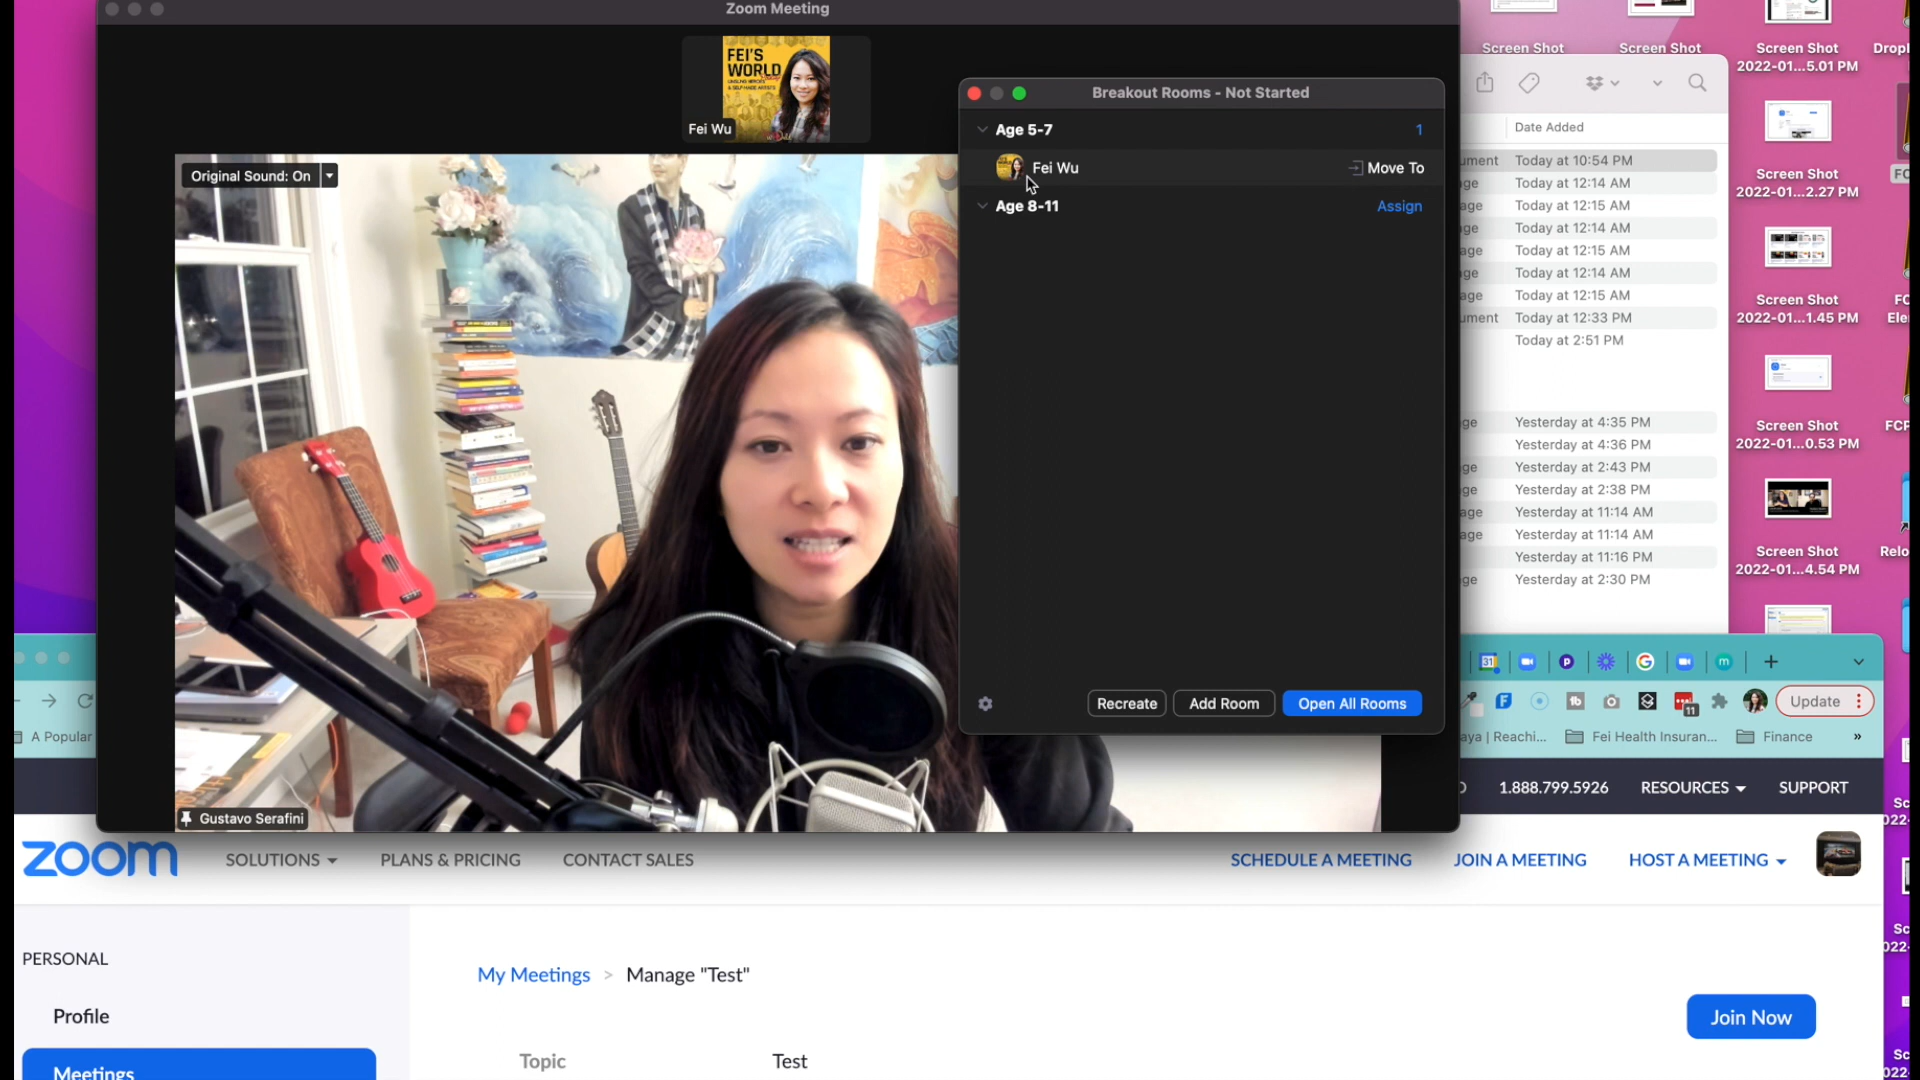 Zoom Meeting
FEI'S
WORLD
UNSUNG HEROES
& SELF-MADE ARTISTS
Fei Wu
Original Sound: On
Gustavo Serafini
Breakout Rooms - Not Started
Age 5-7
1
Fei Wu
Move To
Age 8-11
Assign
Recreate
Add Room
Open All Rooms
Screen Shot
Screen Shot
Screen Shot
2022-01...5.01 PM
Date Added
Today at 10:54 PM
Today at 12:14 AM
Today at 12:15 AM
Today at 12:14 AM
Today at 12:15 AM
Today at 12:14 AM
Today at 12:15 AM
ument Today at 12:33 PM
Today at 2:51 PM
Yesterday at 4:35 PM
Yesterday at 4:36 PM
Yesterday at 2:43 PM
Yesterday at 2:38 PM
Yesterday at 11:14 AM
Yesterday at 11:14 AM
Yesterday at 11:16 PM
Yesterday at 2:30 PM
Screen Shot
2022-01...2.27 PM
Screen Shot
2022-01...1.45 PM
Screen Shot
2022-01...0.53 PM
Screen Shot
2022-01...4.54 PM
31
11
Update
A Popular
aya | Reachi...
Fei Health Insuran...
Finance
»
1.888.799.5926
RESOURCES
SUPPORT
zoom
SOLUTIONS
PLANS & PRICING
CONTACT SALES
SCHEDULE A MEETING
JOIN A MEETING
HOST A MEETING
PERSONAL
Profile
Meetings
My Meetings > Manage "Test"
Join Now
Topic
Test